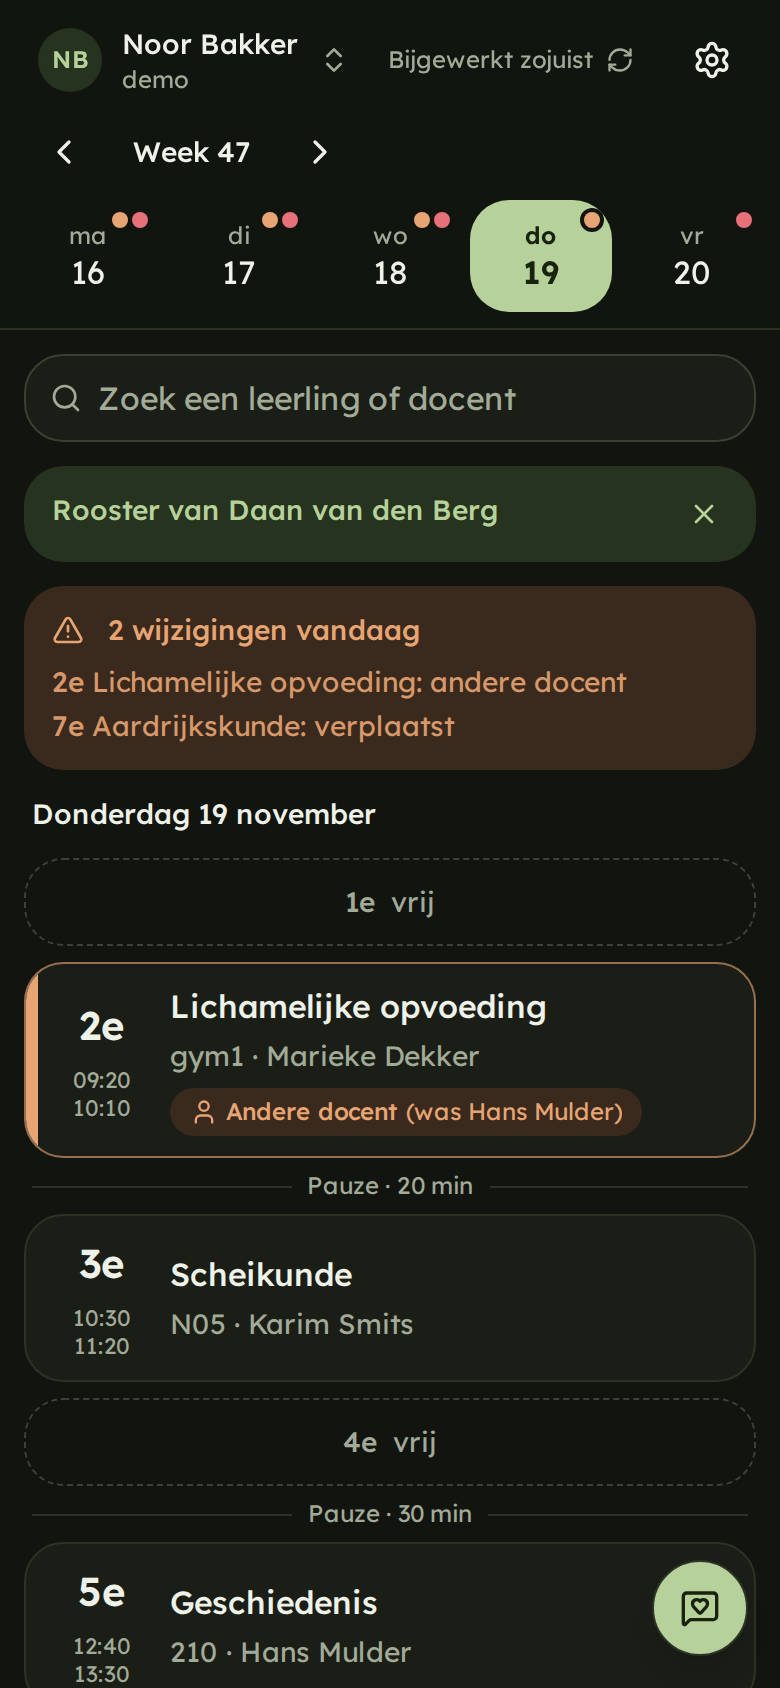 NB
Noor Bakker
demo
Bijgewerkt zojuist
Week 47
ma
16
di
17
wo
18
do
19
vr
20
Zoek een leerling of docent
Rooster van Daan van den Berg
2 wijzigingen vandaag
2e Lichamelijke opvoeding: andere docent
7e Aardrijkskunde: verplaatst
Donderdag 19 november
1e vrij
2e
09:20
10:10
Lichamelijke opvoeding
gym1 · Marieke Dekker
Andere docent (was Hans Mulder)
Pauze · 20 min
3e
10:30
11:20
Scheikunde
N05 · Karim Smits
4e vrij
Pauze · 30 min
5e
12:40
13:30
Geschiedenis
210 · Hans Mulder